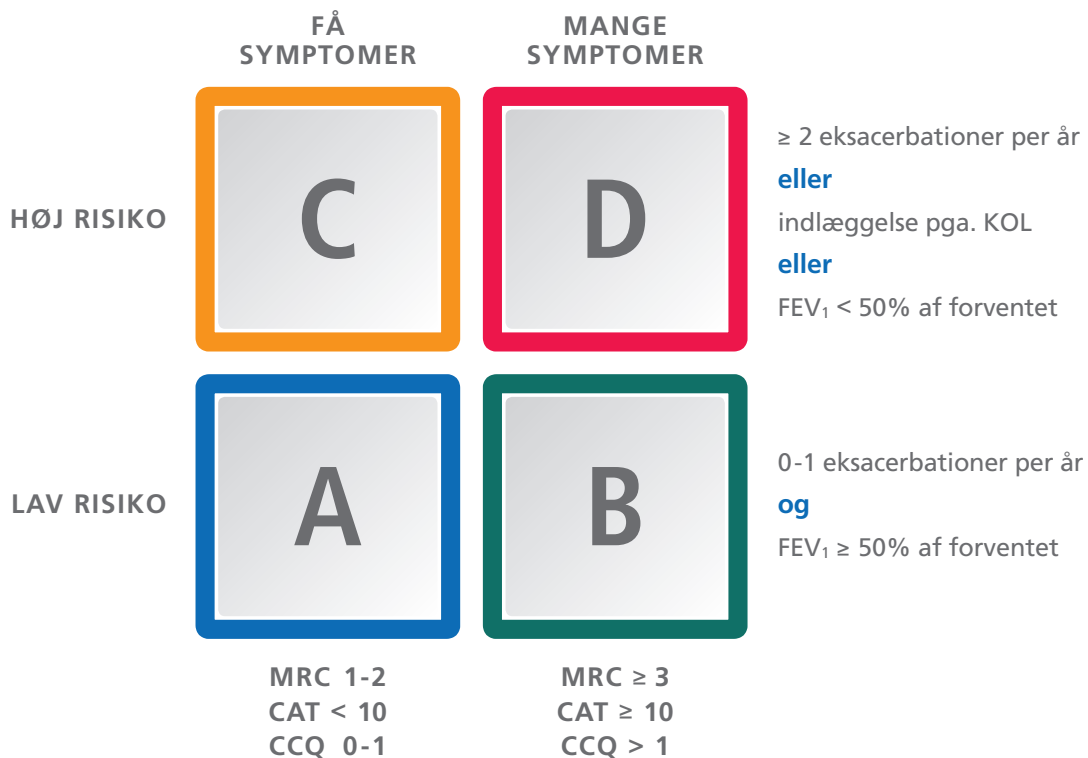 FÅ
SYMPTOMER
MANGE
SYMPTOMER
HØJ RISIKO
C
D
≥ 2 eksacerbationer per år
eller
indlæggelse pga. KOL
eller
FEV₁ < 50% af forventet
LAV RISIKO
A
B
0-1 eksacerbationer per år
og
FEV₁ ≥ 50% af forventet
MRC 1-2
CAT < 10
CCQ 0-1
MRC ≥ 3
CAT ≥ 10
CCQ > 1